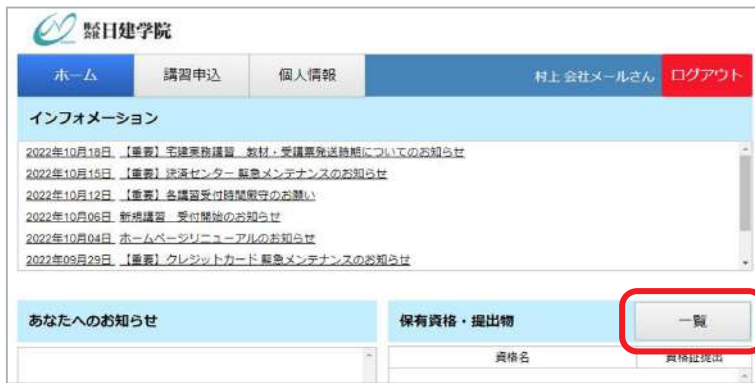 株式会社 日建学院
ホーム 講習申込 個人情報 村上 会社メールさん ログアウト
インフォメーション
2022年10月18日 【重要】宅建実務講習 教材・受講票発送時期についてのお知らせ
2022年10月15日 【重要】決済センター 緊急メンテナンスのお知らせ
2022年10月12日 【重要】各講習受付時間厳守のお願い
2022年10月06日 新規講習 受付開始のお知らせ
2022年10月04日 ホームページリニューアルのお知らせ
2022年09月29日 【重要】クレジットカード 緊急メンテナンスのお知らせ
あなたへのお知らせ
保有資格・提出物 一覧
資格名 資格証提出